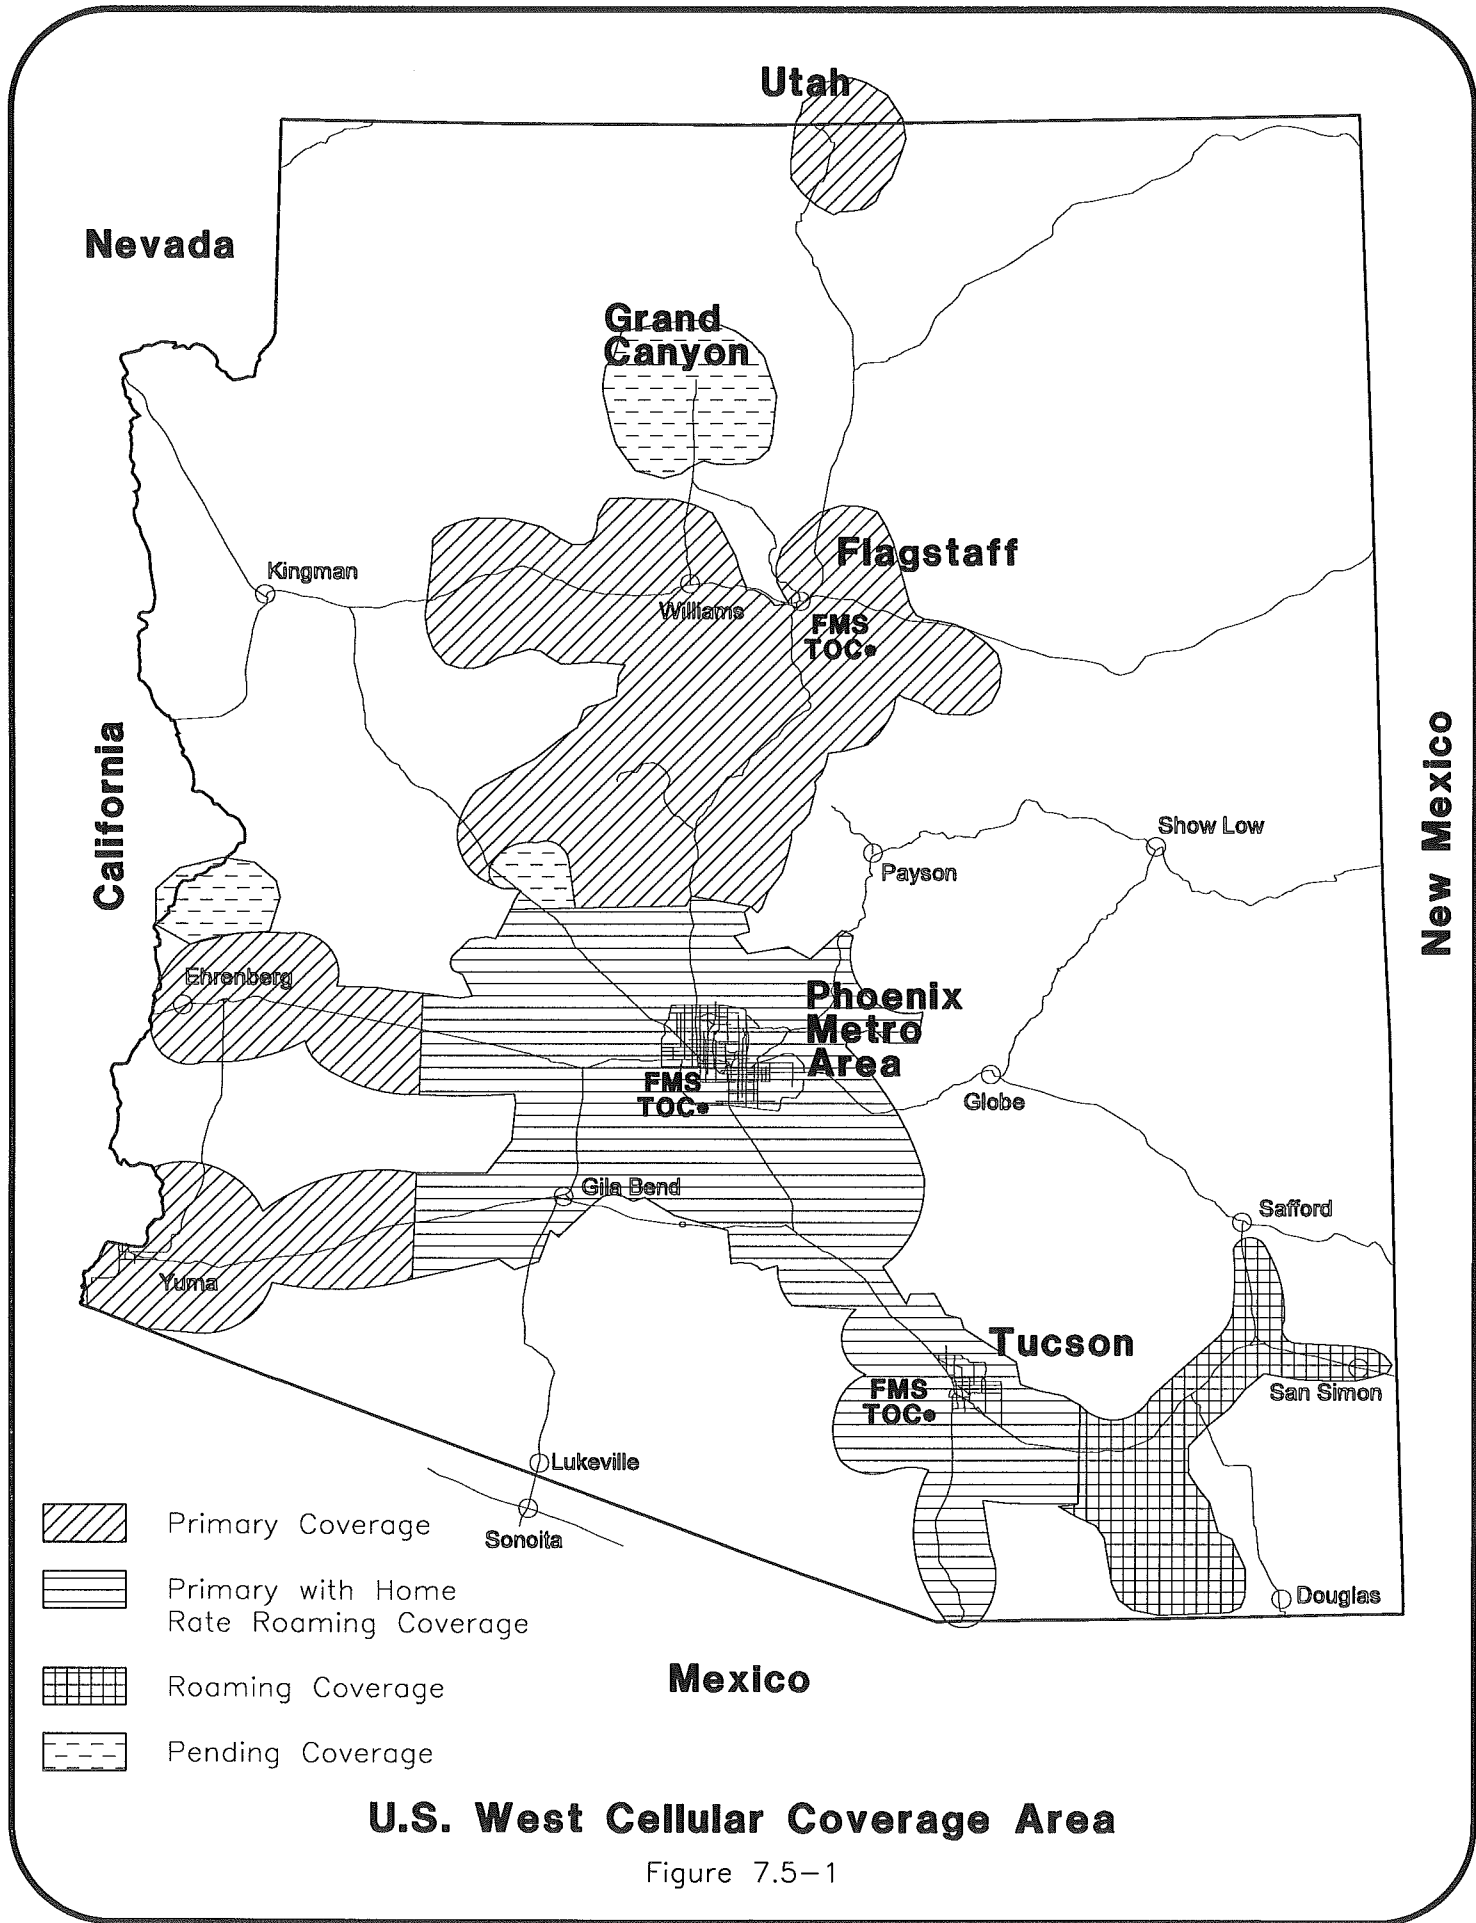 Utah
Nevada
Grand
Canyon
Flagstaff
Kingman
Williams
FMS
TOC
California
New Mexico
Show Low
Payson
Ehrenberg
Phoenix
Metro
Area
FMS
TOC
Globe
Gila Bend
Safford
Yuma
Tucson
FMS
TOC
San Simon
Lukeville
Sonoita
Douglas
Primary Coverage
Primary with Home
Rate Roaming Coverage
Roaming Coverage
Pending Coverage
Mexico
U.S. West Cellular Coverage Area
Figure 7.5-1